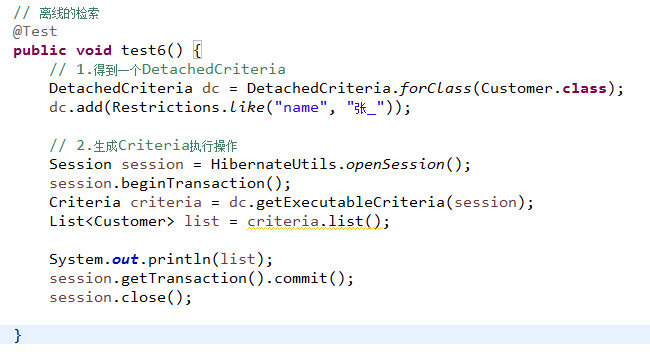 // 离线的检索
@Test
public void test6() {
// 1.得到一个DetachedCriteria
DetachedCriteria dc = DetachedCriteria.forClass(Customer.class);
dc.add(Restrictions.like("name", "张_"));
// 2.生成Criteria执行操作
Session session = HibernateUtils.openSession();
session.beginTransaction();
Criteria criteria = dc.getExecutableCriteria(session);
List<Customer> list = criteria.list();
System.out.println(list);
session.getTransaction().commit();
session.close();
}